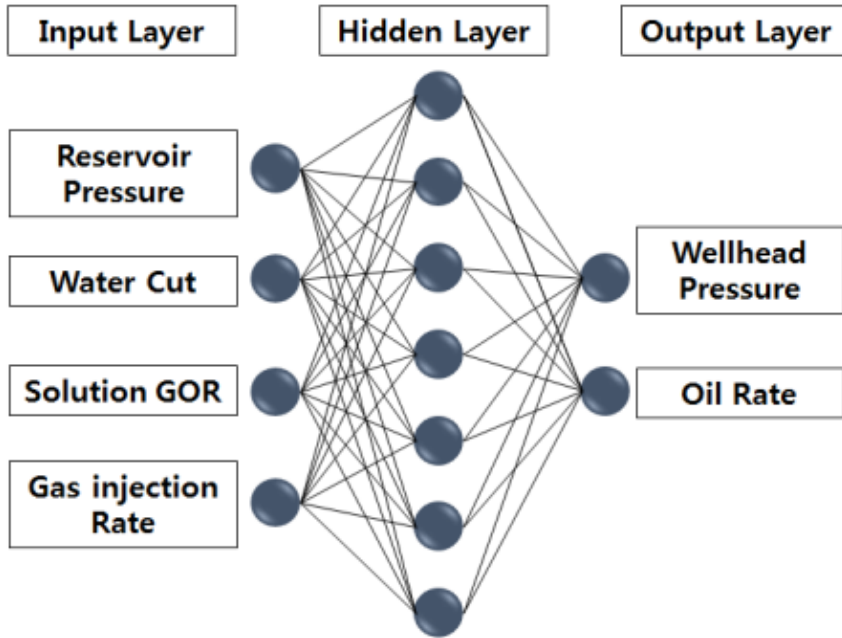 Input Layer
Hidden Layer
Output Layer
Reservoir
Pressure
Water Cut
Solution GOR
Gas injection
Rate
Wellhead
Pressure
Oil Rate